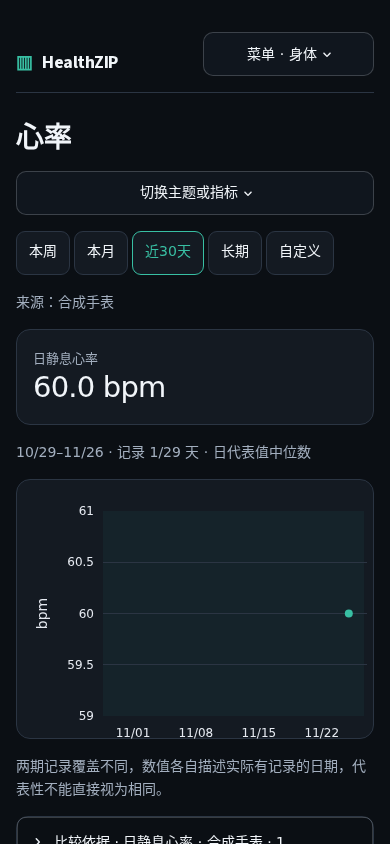 HealthZIP
菜单 · 身体
心率
切换主题或指标
本周
本月
近30天
长期
自定义
来源：合成手表
日静息心率
60.0 bpm
10/29–11/26 · 记录 1/29 天 · 日代表值中位数
61
60.5
60
59.5
59
bpm
11/01
11/08
11/15
11/22
两期记录覆盖不同，数值各自描述实际有记录的日期，代
表性不能直接视为相同。
比较依据 · 日静息心率 · 合成手表 · 1